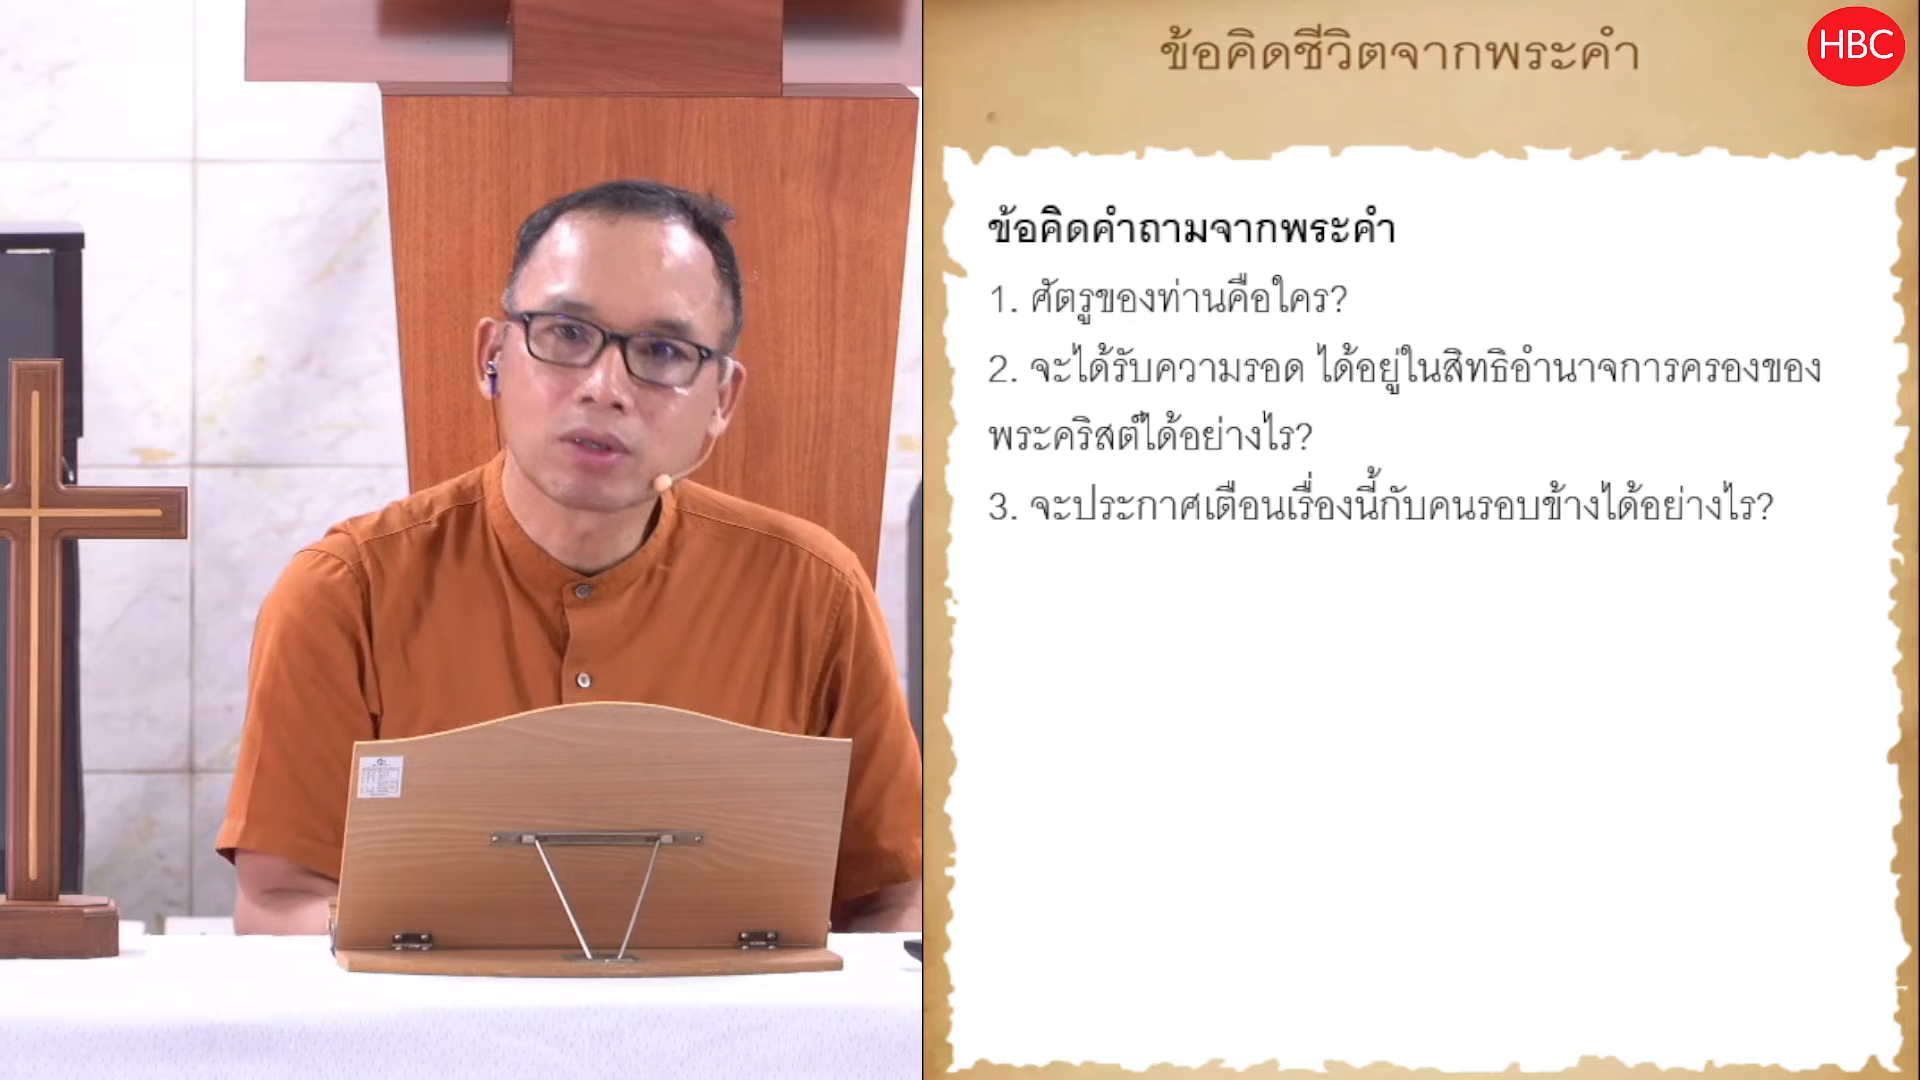 ข้อคิดชีวิตจากพระคำ
HBC
ข้อคิดคำถามจากพระคำ
1. ศัตรูของท่านคือใคร?
2. จะได้รับความรอด ได้อยู่ในสิทธิอำนาจการครองของ
พระคริสต์ได้อย่างไร?
3. จะประกาศเตือนเรื่องนี้กับคนรอบข้างได้อย่างไร?